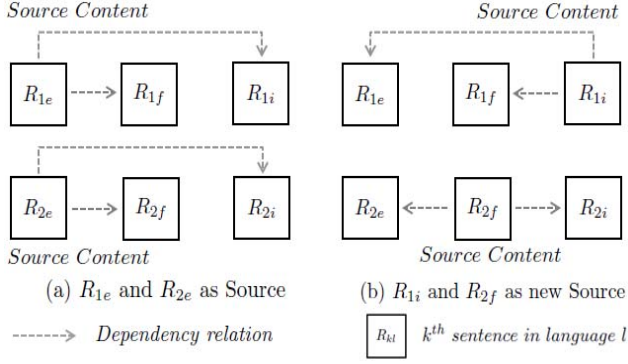 Source Content
Source Content
R1e R1f R1i
R1e R1f R1i
R2e R2f R2i
R2e R2f R2i
Source Content
Source Content
(a) R1e and R2e as Source
(b) R1i and R2f as new Source
Dependency relation
Rkl kth sentence in language l